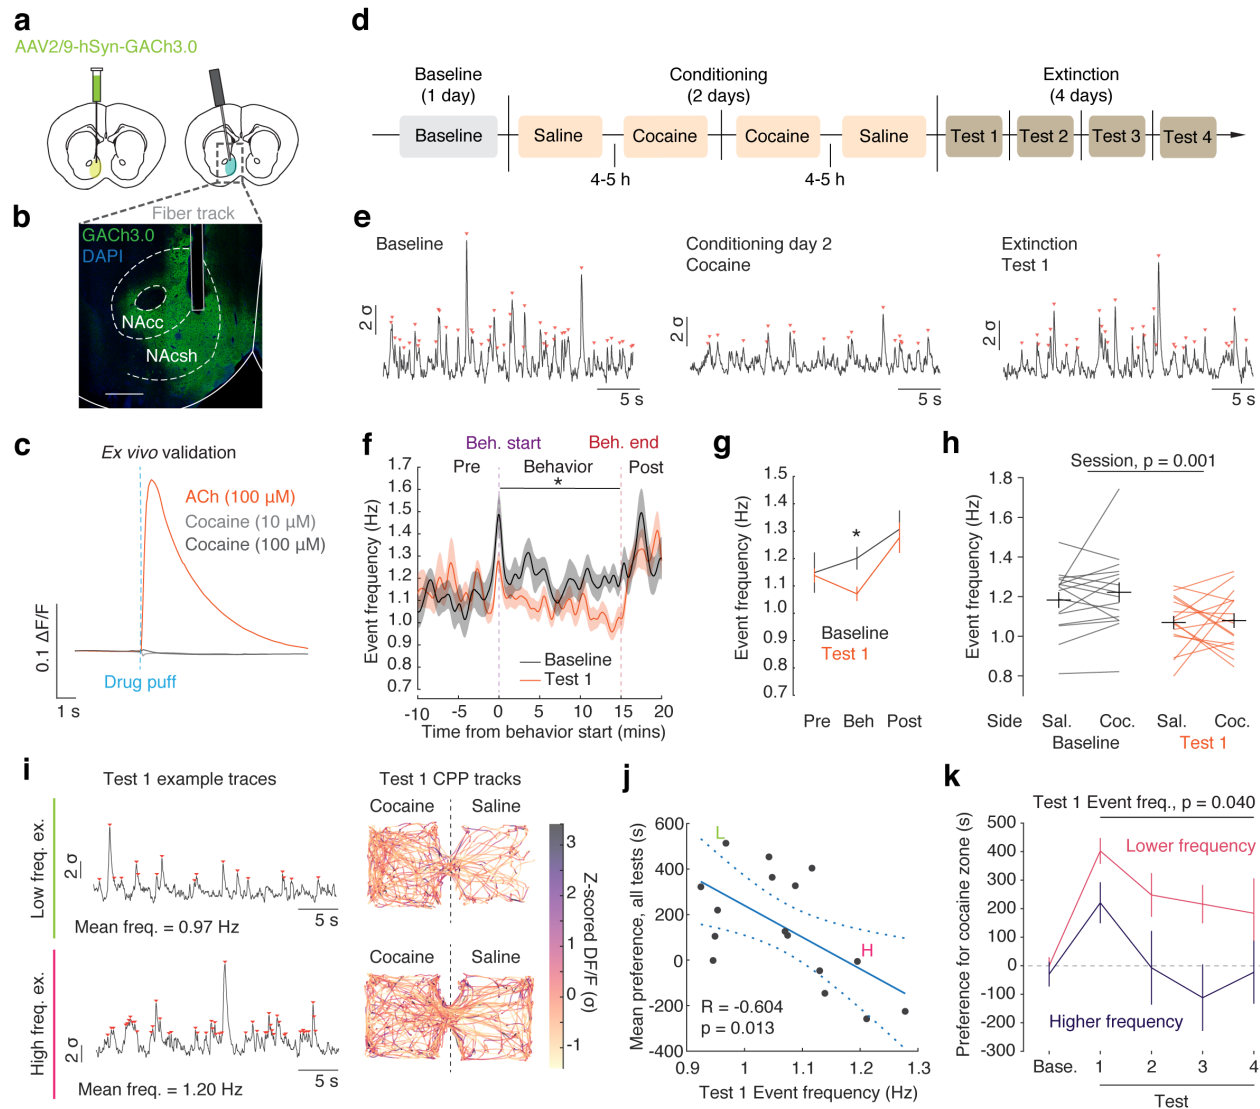 a
AAV2/9-hSyn-GACh3.0
b
Fiber track
GACh3.0
DAPI
NAcc
NAcsh
c
Ex vivo validation
ACh (100 µM)
Cocaine (10 µM)
Cocaine (100 µM)
0.1 ΔF/F
Drug puff
1 s
d
Baseline
(1 day)
Conditioning
(2 days)
Extinction
(4 days)
Baseline
Saline
Cocaine
Cocaine
Saline
Test 1
Test 2
Test 3
Test 4
4-5 h
4-5 h
e
Baseline
Conditioning day 2
Cocaine
Extinction
Test 1
2 σ
2 σ
2 σ
5 s
5 s
5 s
f
Beh. start
Beh. end
Pre
Behavior
Post
*
Event frequency (Hz)
1.7
1.6
1.5
1.4
1.3
1.2
1.1
1.0
0.9
0.8
0.7
Baseline
Test 1
-10
-5
0
5
10
15
20
Time from behavior start (mins)
g
Event frequency (Hz)
1.5
1.4
1.3
1.2
1.1
1.0
0.9
0.8
0.7
*
Baseline
Test 1
Pre
Beh
Post
h
Session, p = 0.001
Event frequency (Hz)
1.8
1.6
1.4
1.2
1.0
0.8
Side
Sal.
Coc.
Sal.
Coc.
Baseline
Test 1
i
Test 1 example traces
Test 1 CPP tracks
Low freq. ex.
2 σ
5 s
Mean freq. = 0.97 Hz
Cocaine
Saline
High freq. ex.
2 σ
5 s
Mean freq. = 1.20 Hz
Cocaine
Saline
3
2
1
0
-1
Z-scored DF/F (σ)
j
Mean preference, all tests (s)
600
400
200
0
-200
-400
L
H
R = -0.604
p = 0.013
0.9
1
1.1
1.2
1.3
Test 1 Event frequency (Hz)
k
Test 1 Event freq., p = 0.040
Preference for cocaine zone (s)
500
400
300
200
100
0
-100
-200
-300
Lower frequency
Higher frequency
Base.
1
2
3
4
Test